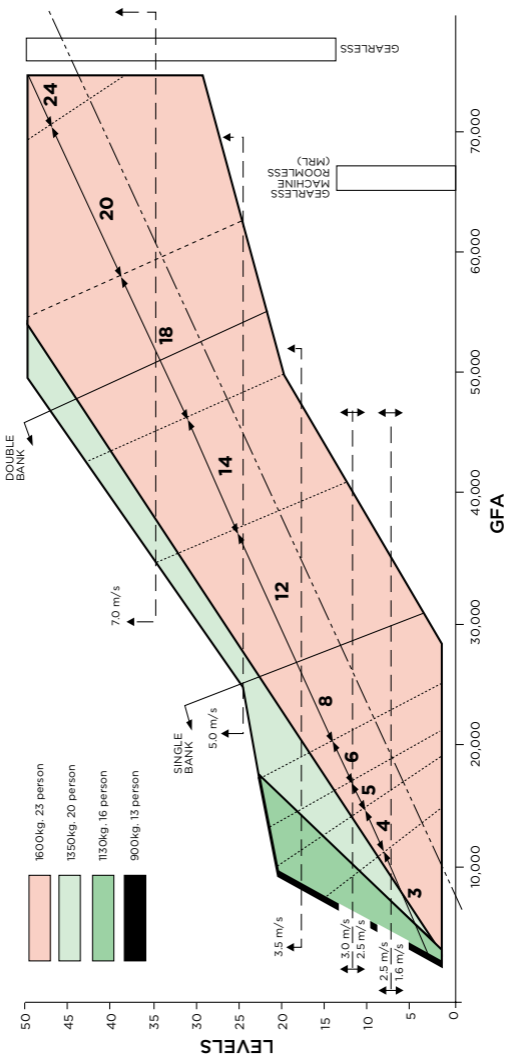 1600kg. 23 person
1350kg. 20 person
1130kg. 16 person
900kg. 13 person
DOUBLE
BANK
SINGLE
BANK
7.0 m/s
5.0 m/s
3.5 m/s
3.0 m/s
2.5 m/s
2.5 m/s
1.6 m/s
3
4
5
6
8
12
14
18
20
24
GEARLESS
GEARLESS
MACHINE
ROOMLESS
(MRL)
LEVELS
50
45
40
35
30
25
20
15
10
5
0
10,000
20,000
30,000
40,000
50,000
60,000
70,000
GFA